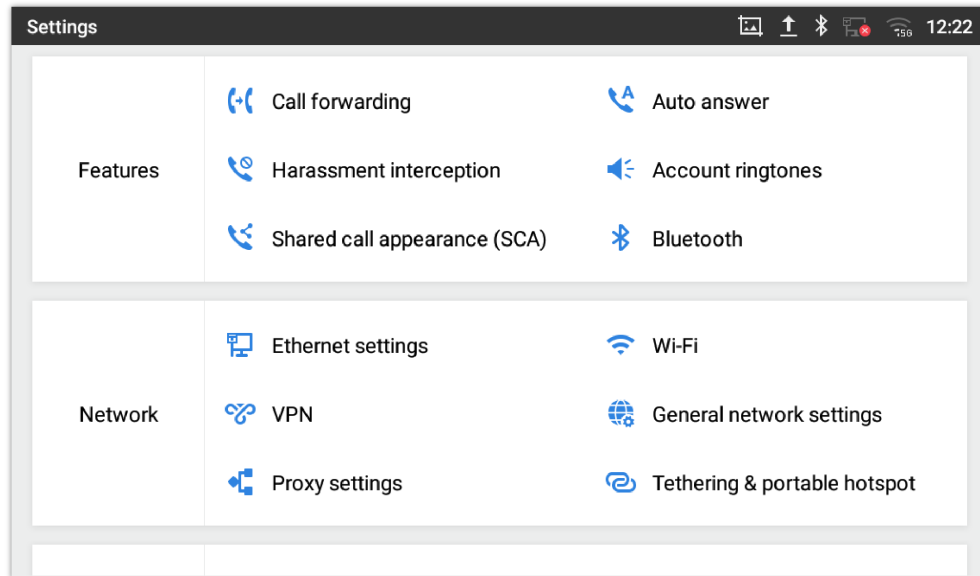 Settings
5G 12:22
Features
Call forwarding
Auto answer
A
Harassment interception
Account ringtones
Shared call appearance (SCA)
Bluetooth
Network
Ethernet settings
Wi-Fi
VPN
General network settings
Proxy settings
Tethering & portable hotspot